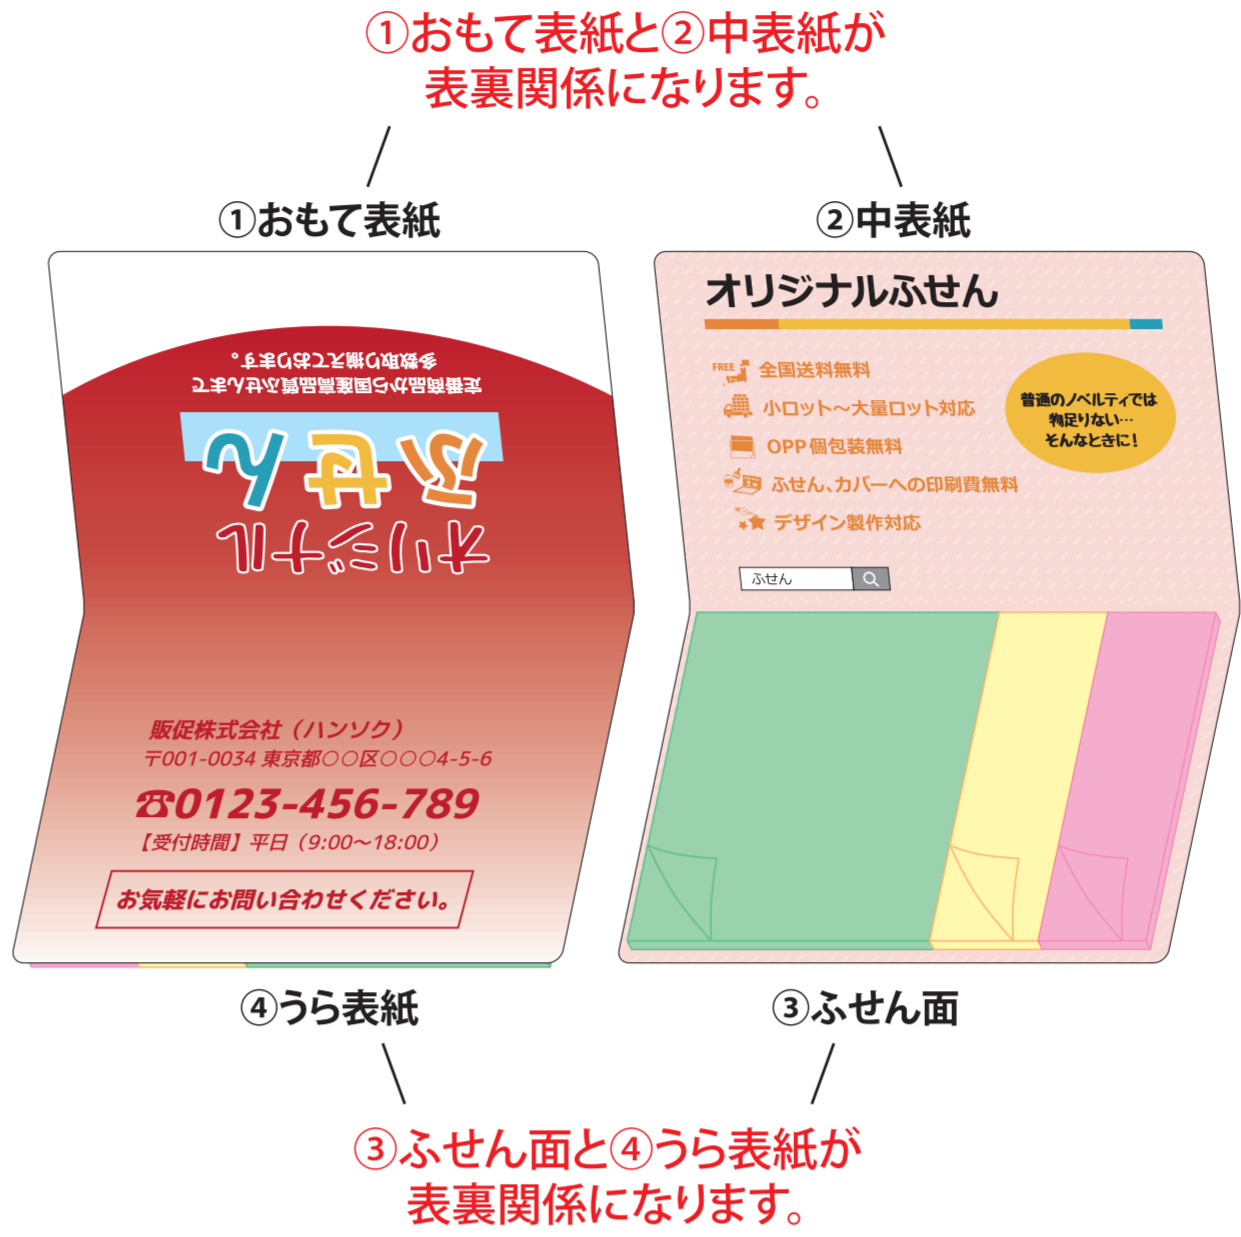 ①おもて表紙と②中表紙が
表裏関係になります。
①おもて表紙
②中表紙
定番商品から国産高品質ふせんまで
多数取り揃えております。
ふせん
オリジナル
販促株式会社（ハンソク）
〒001-0034 東京都〇〇区〇〇〇4-5-6
☎0123-456-789
【受付時間】平日（9:00～18:00）
お気軽にお問い合わせください。
オリジナルふせん
FREE
全国送料無料
小ロット～大量ロット対応
OPP個包装無料
ふせん、カバーへの印刷費無料
デザイン製作対応
普通のノベルティでは
物足りない…
そんなときに！
ふせん
④うら表紙
③ふせん面
③ふせん面と④うら表紙が
表裏関係になります。